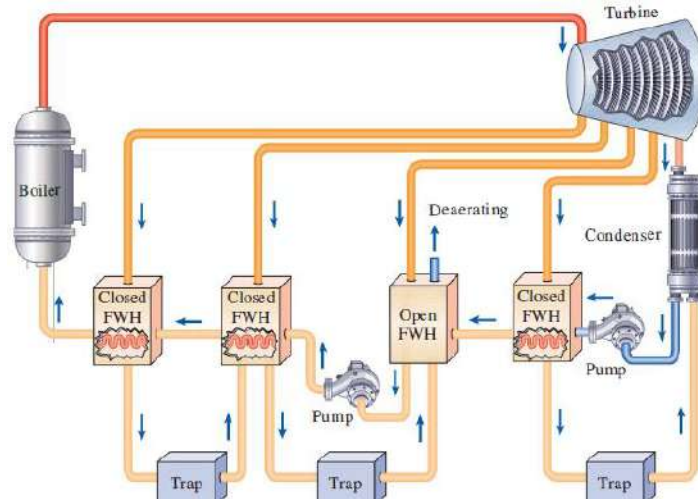 Turbine
Boiler
Deaerating
Condenser
Closed
FWH
Closed
FWH
Open
FWH
Closed
FWH
Pump
Pump
Trap
Trap
Trap